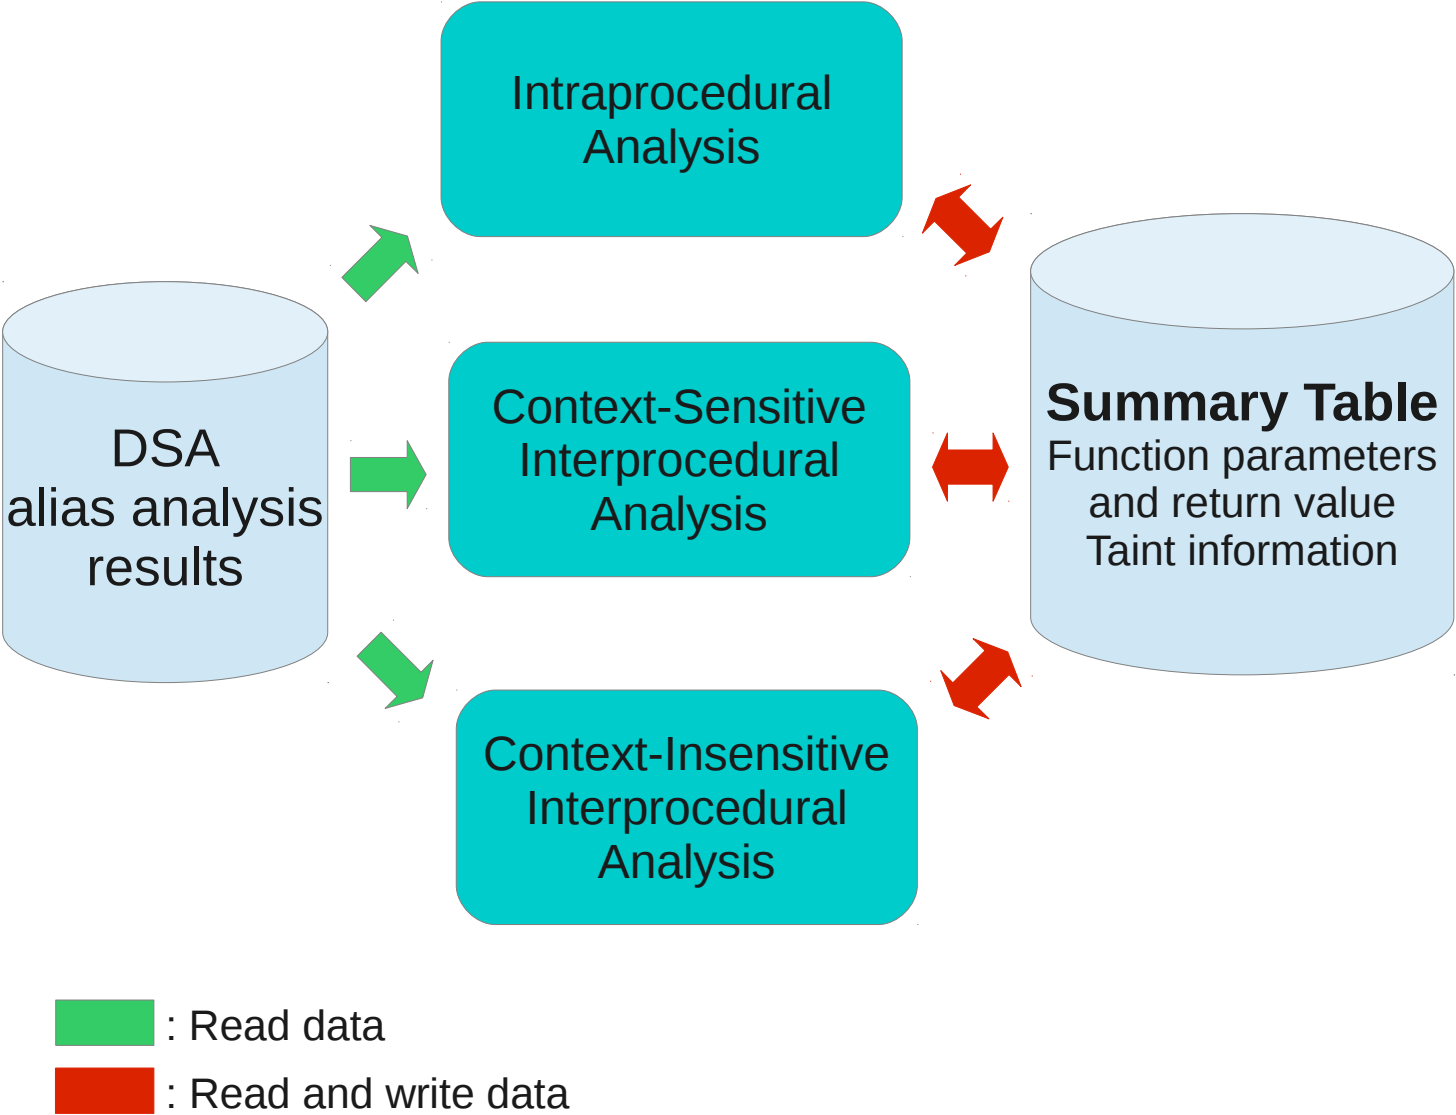 Intraprocedural
Analysis
DSA
alias analysis
results
Context-Sensitive
Interprocedural
Analysis
Summary Table
Function parameters
and return value
Taint information
Context-Insensitive
Interprocedural
Analysis
: Read data
: Read and write data